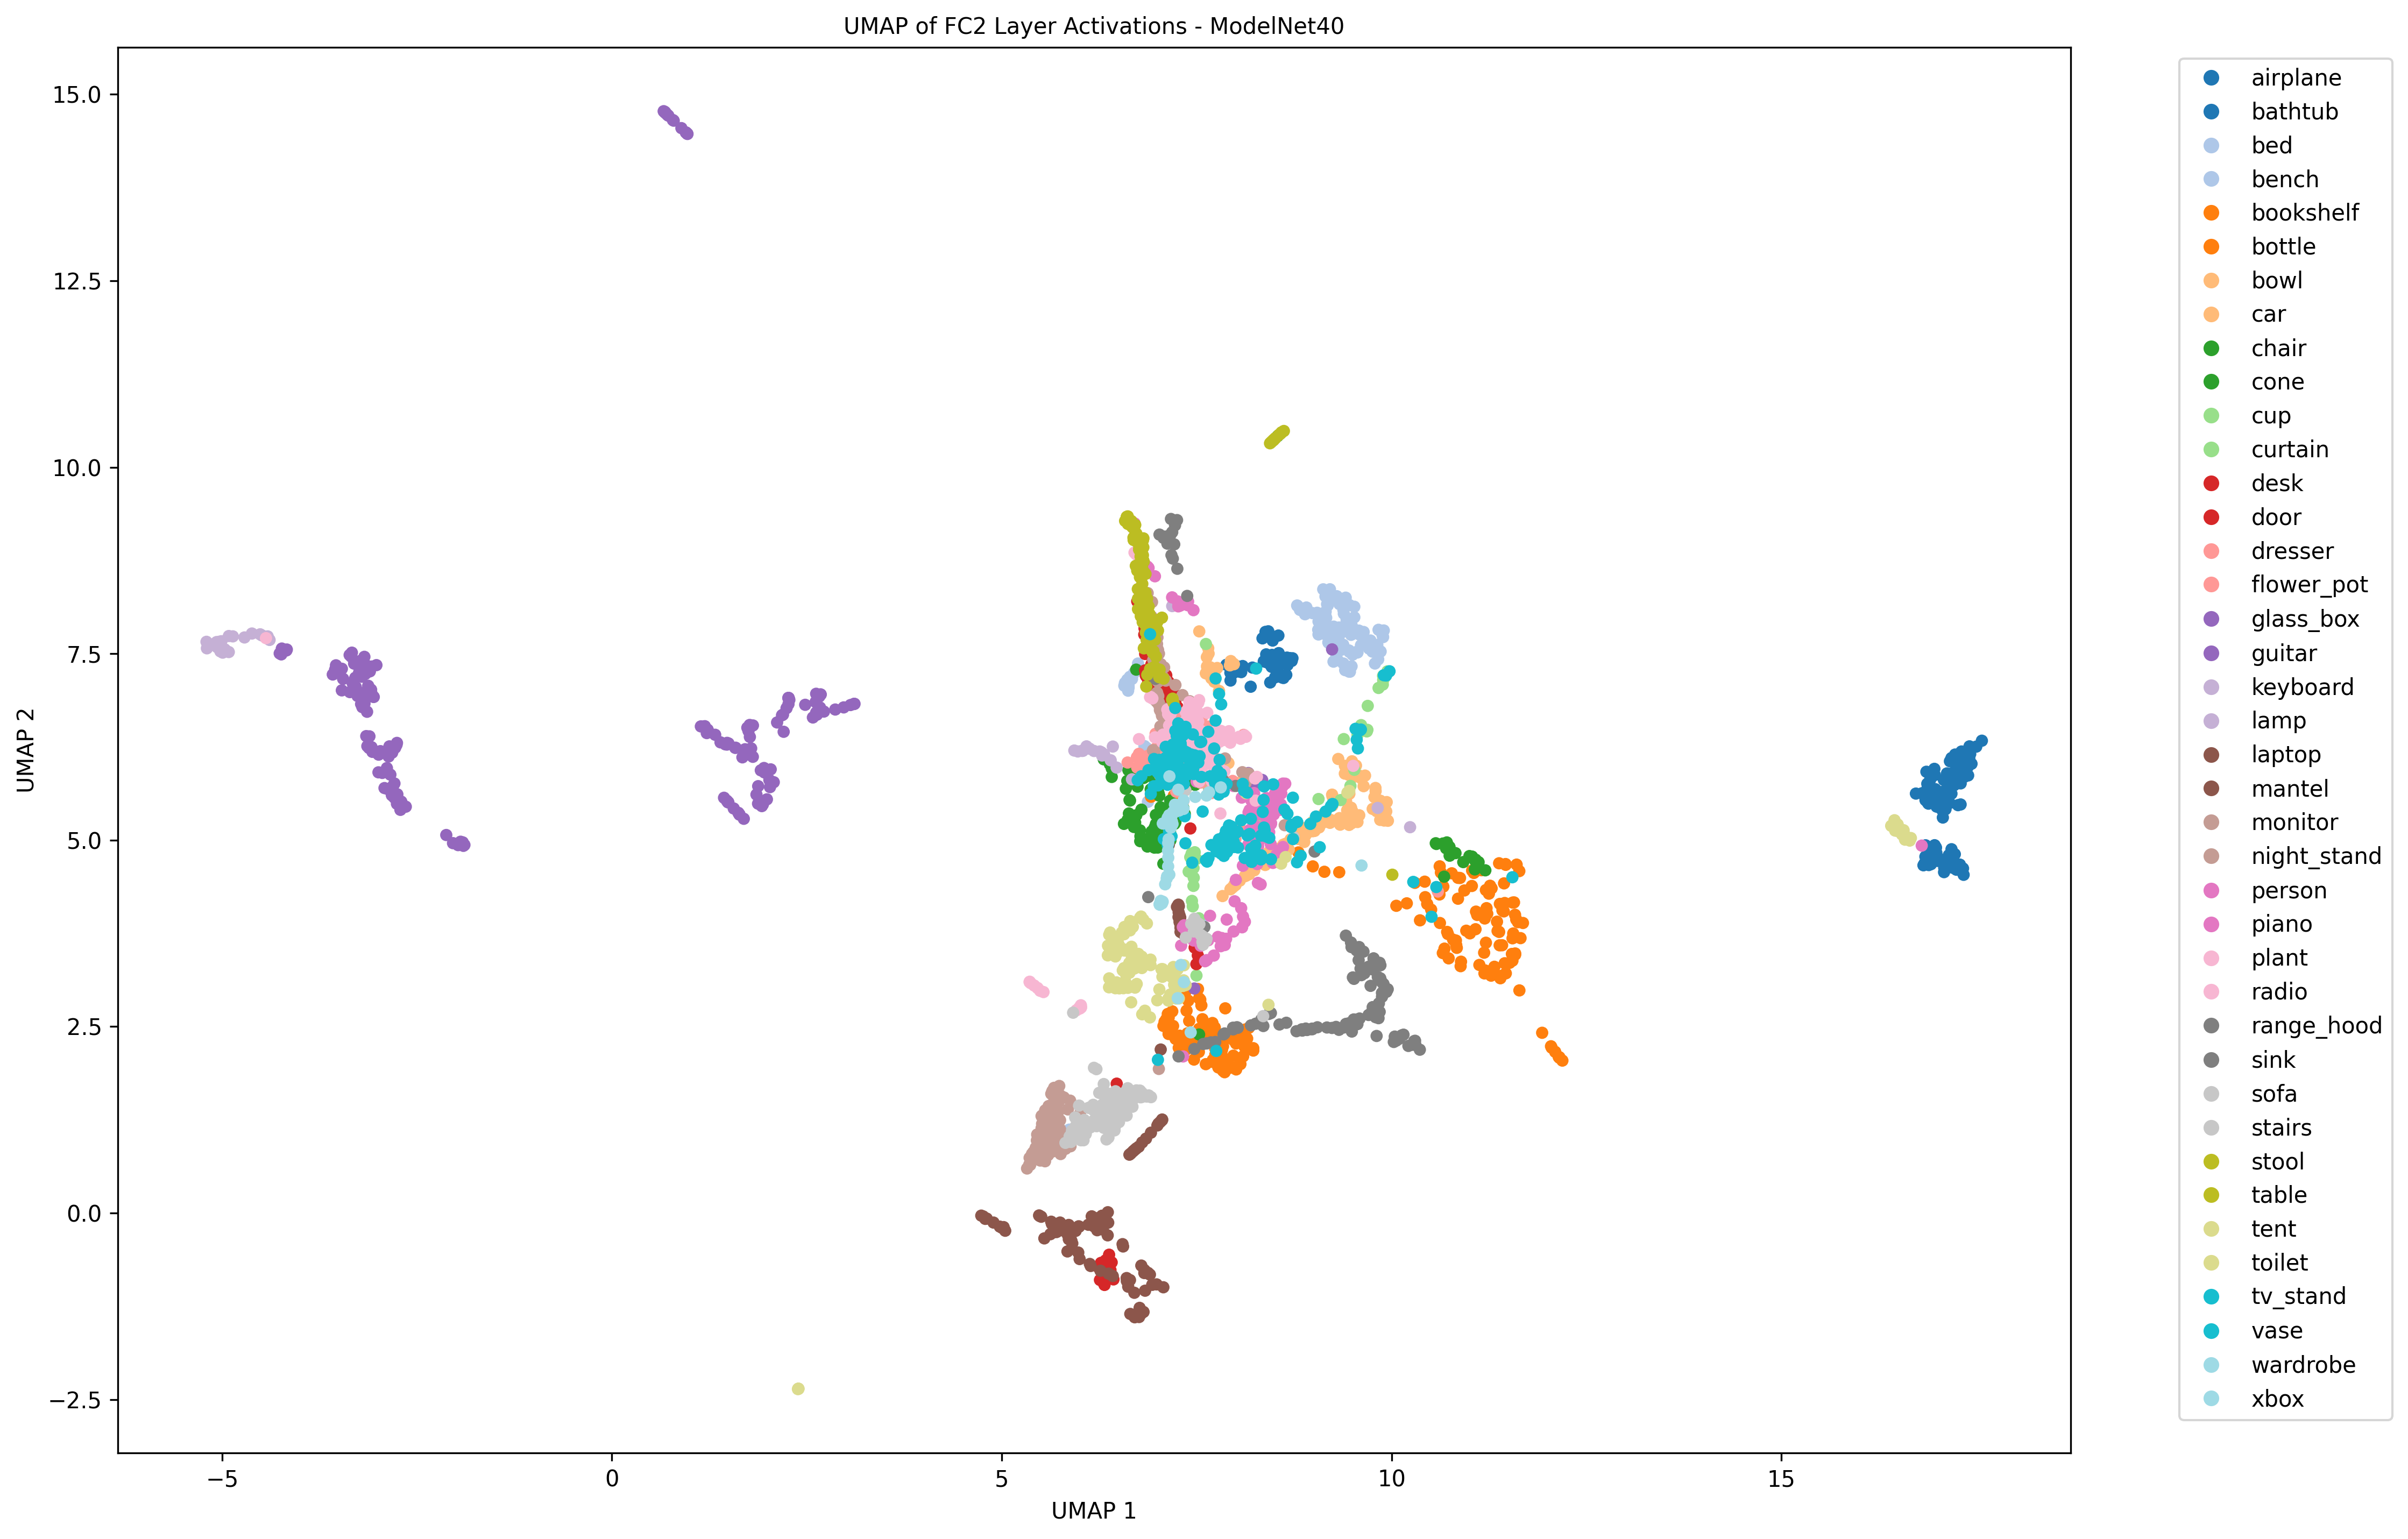 UMAP of FC2 Layer Activations - ModelNet40
15.0
12.5
10.0
7.5
5.0
2.5
0.0
−2.5
UMAP 2
−5
0
5
10
15
UMAP 1
airplane
bathtub
bed
bench
bookshelf
bottle
bowl
car
chair
cone
cup
curtain
desk
door
dresser
flower_pot
glass_box
guitar
keyboard
lamp
laptop
mantel
monitor
night_stand
person
piano
plant
radio
range_hood
sink
sofa
stairs
stool
table
tent
toilet
tv_stand
vase
wardrobe
xbox